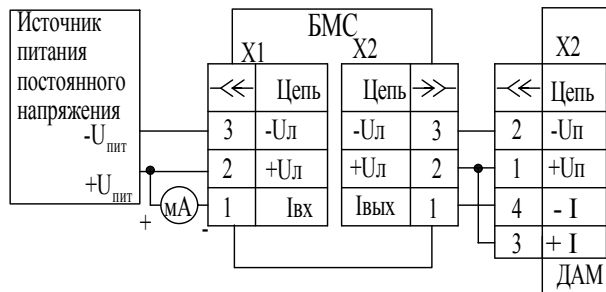 Источник
питания
постоянного
напряжения
-Uпит
+Uпит
+ мА -
БМС
X1 X2
Цепь Цепь
3 -Uл -Uл 3
2 +Uл +Uл 2
1 Iвх Iвых 1
X2
Цепь
2 -Uп
1 +Uп
4 - I
3 + I
ДАМ